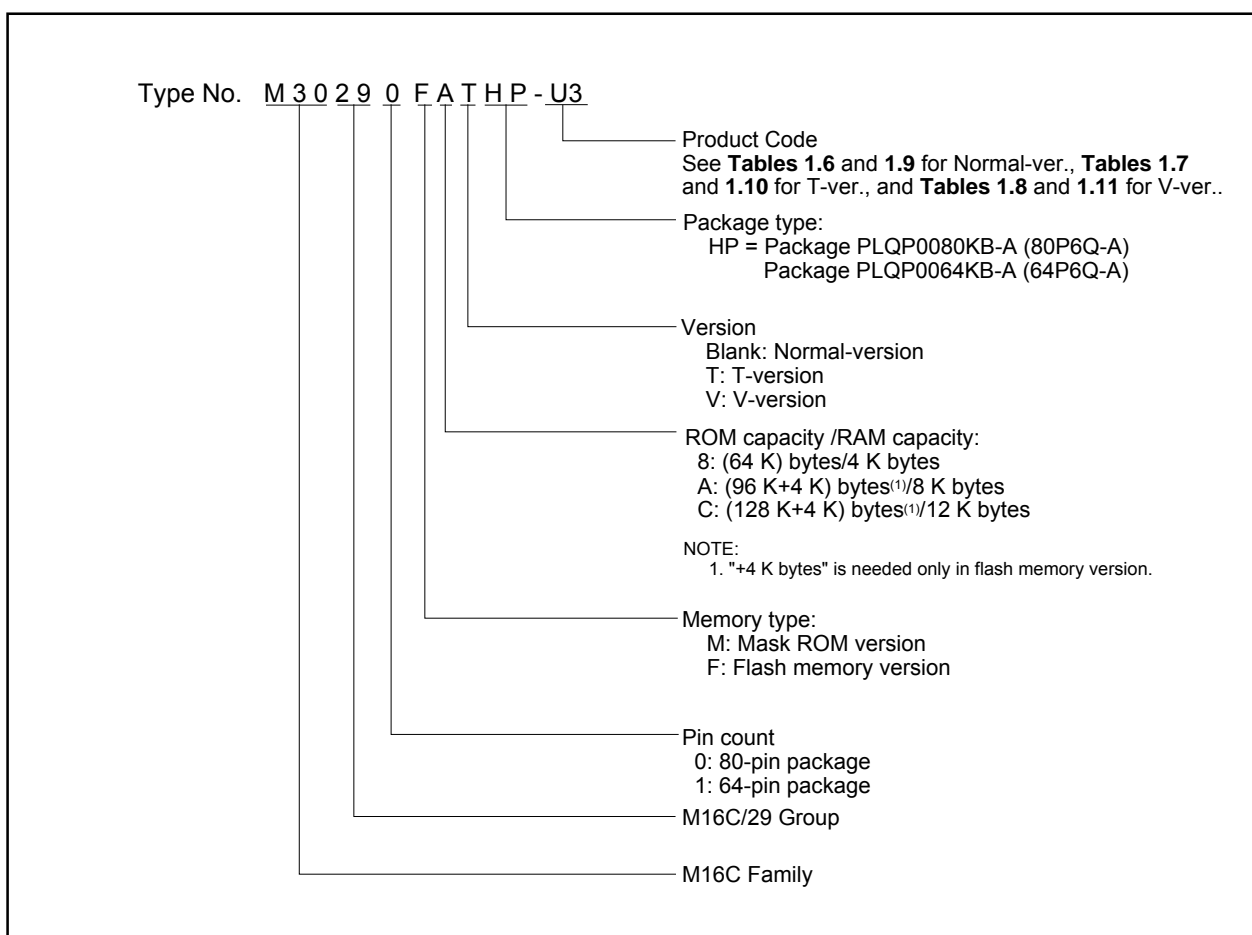 Type No. M 3 0 2 9 0 F A T H P - U3
Product Code
See Tables 1.6 and 1.9 for Normal-ver., Tables 1.7
and 1.10 for T-ver., and Tables 1.8 and 1.11 for V-ver..
Package type:
HP = Package PLQP0080KB-A (80P6Q-A)
Package PLQP0064KB-A (64P6Q-A)
Version
Blank: Normal-version
T: T-version
V: V-version
ROM capacity /RAM capacity:
8: (64 K) bytes/4 K bytes
A: (96 K+4 K) bytes(1)/8 K bytes
C: (128 K+4 K) bytes(1)/12 K bytes
NOTE:
1. "+4 K bytes" is needed only in flash memory version.
Memory type:
M: Mask ROM version
F: Flash memory version
Pin count
0: 80-pin package
1: 64-pin package
M16C/29 Group
M16C Family